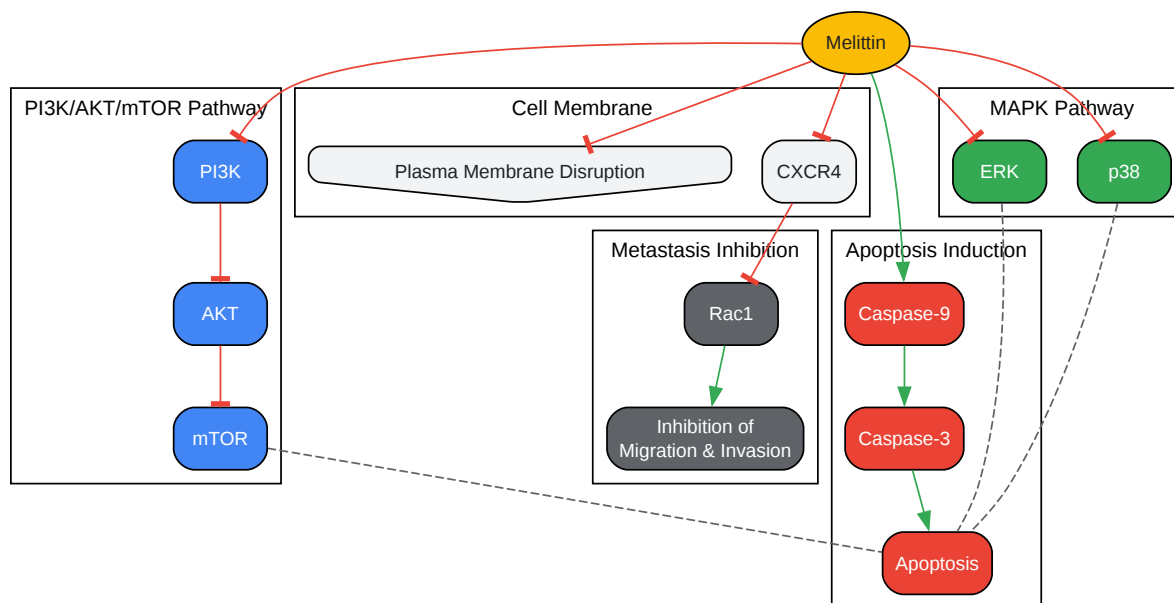 Melittin
PI3K/AKT/mTOR Pathway
Cell Membrane
MAPK Pathway
PI3K
Plasma Membrane Disruption
CXCR4
ERK
p38
Metastasis Inhibition
Apoptosis Induction
AKT
Rac1
Caspase-9
mTOR
Inhibition of
Migration & Invasion
Caspase-3
Apoptosis